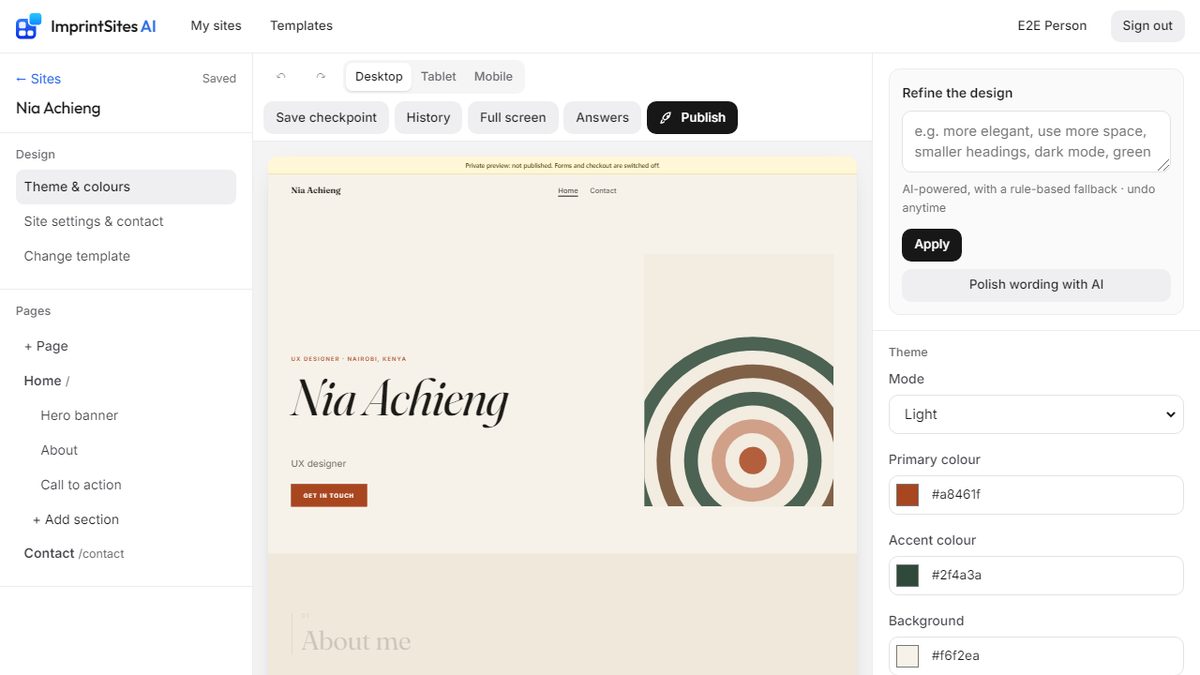 ImprintSites AI
My sites
Templates
E2E Person
Sign out
← Sites
Saved
Nia Achieng
Design
Theme & colours
Site settings & contact
Change template
Pages
+ Page
Home /
Hero banner
About
Call to action
+ Add section
Contact /contact
Desktop
Tablet
Mobile
Save checkpoint
History
Full screen
Answers
Publish
Private preview: not published. Forms and checkout are switched off.
Nia Achieng
Home
Contact
UX DESIGNER · NAIROBI, KENYA
Nia Achieng
UX designer
GET IN TOUCH
About me
Refine the design
e.g. more elegant, use more space,
smaller headings, dark mode, green
AI-powered, with a rule-based fallback · undo
anytime
Apply
Polish wording with AI
Theme
Mode
Light
Primary colour
#a8461f
Accent colour
#2f4a3a
Background
#f6f2ea